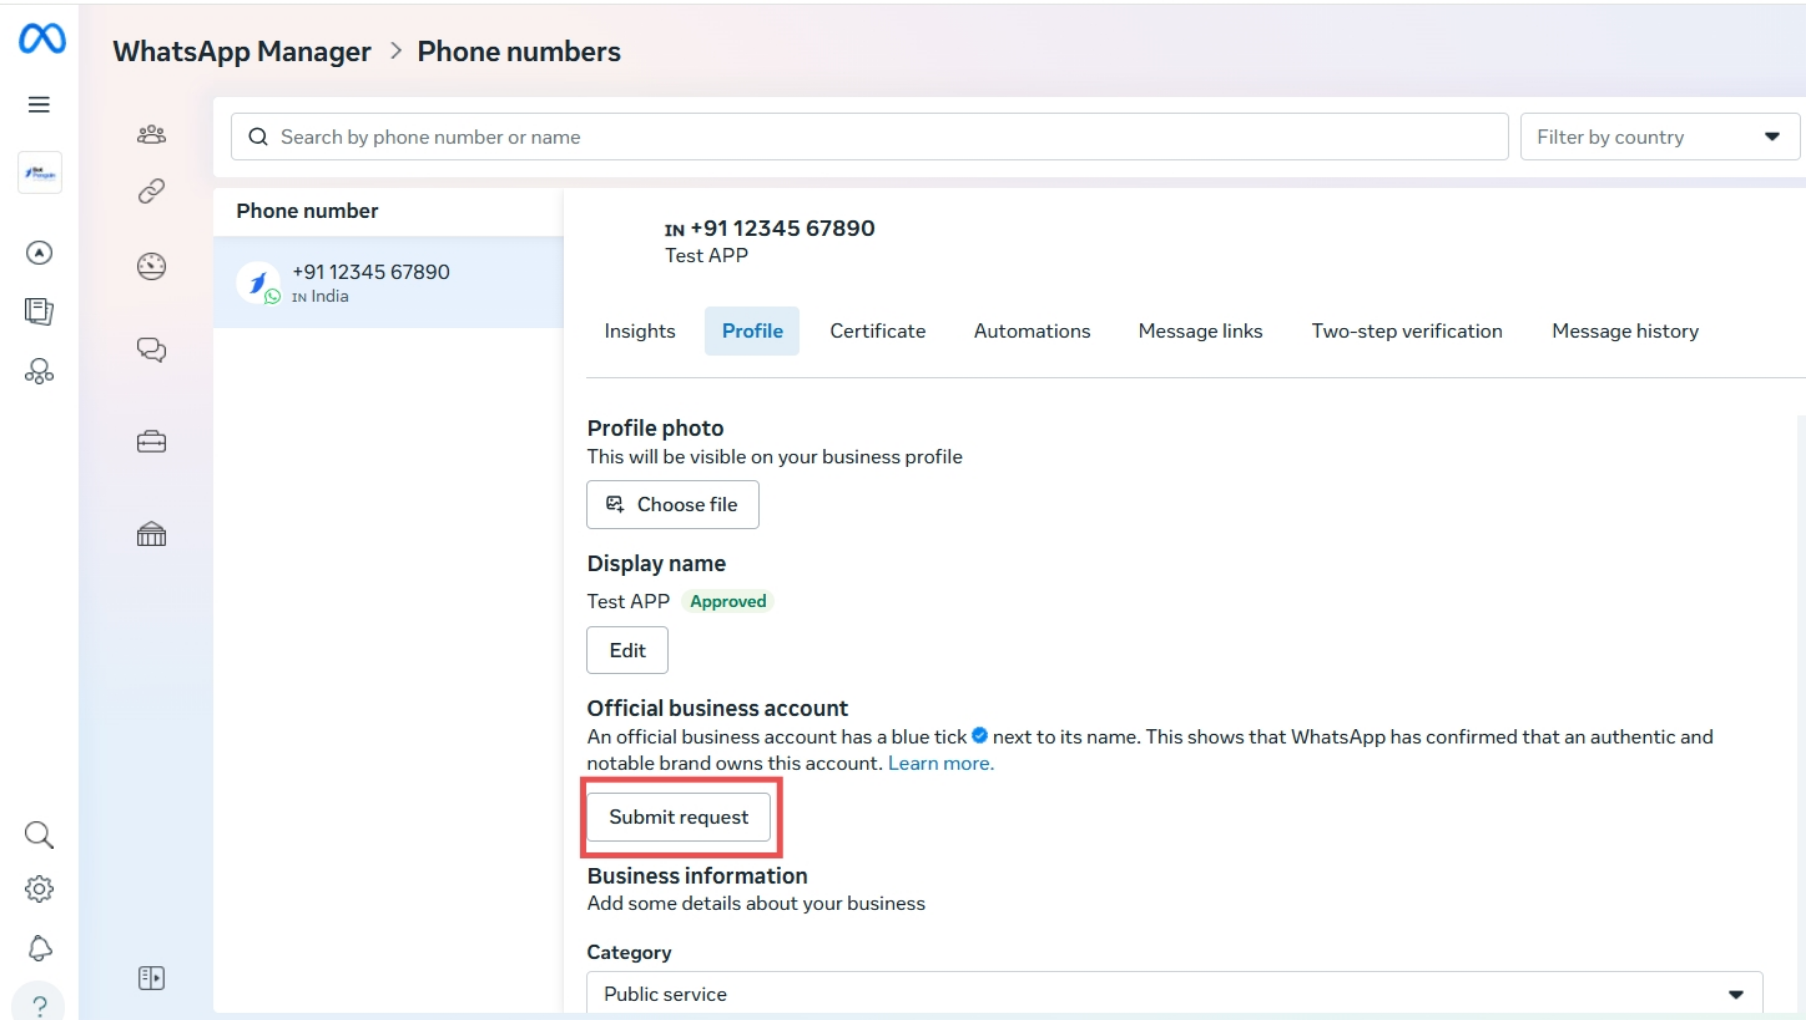 WhatsApp Manager > Phone numbers
Search by phone number or name
Filter by country
Phone number
+91 12345 67890
IN India
IN +91 12345 67890
Test APP
Insights
Profile
Certificate
Automations
Message links
Two-step verification
Message history
Profile photo
This will be visible on your business profile
Choose file
Display name
Test APP Approved
Edit
Official business account
An official business account has a blue tick next to its name. This shows that WhatsApp has confirmed that an authentic and
notable brand owns this account. Learn more.
Submit request
Business information
Add some details about your business
Category
Public service
?